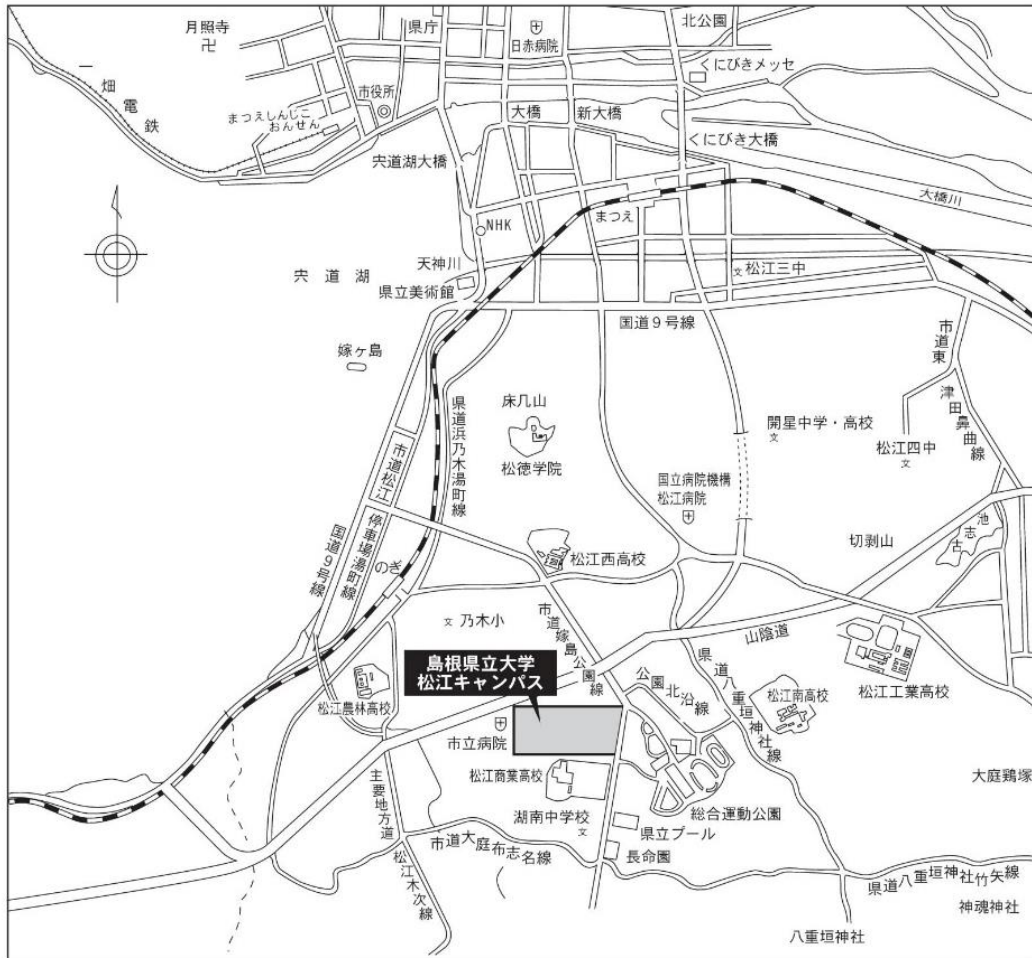 月照寺
県庁
日赤病院
北公園
くにびきメッセ
一畑電鉄
市役所
まつえしんじこ
おんせん
大橋
新大橋
くにびき大橋
宍道湖大橋
大橋川
NHK
まつえ
天神川
宍道湖
県立美術館
松江三中
国道9号線
嫁ヶ島
市道東
津田鼻曲線
床几山
松徳学院
県道浜乃木湯町線
開星中学・高校
松江四中
国立病院機構
松江病院
市道松江
停車場湯町線
国道9号線
のぎ
切剥山
古志池
松江西高校
乃木小
市道嫁島公園線
山陰道
島根県立大学
松江キャンパス
公園北沿線
県道八重垣神社線
松江南高校
松江工業高校
松江農林高校
市立病院
松江商業高校
大庭鶏塚
主要地方道
松江木次線
市道大庭布志名線
湖南中学校
総合運動公園
県立プール
長命園
県道八重垣神社竹矢線
神魂神社
八重垣神社